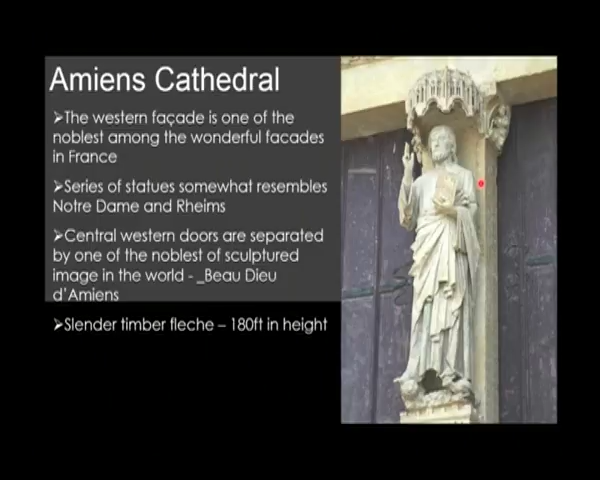 Amiens Cathedral
➢The western façade is one of the
noblest among the wonderful facades
in France
➢Series of statues somewhat resembles
Notre Dame and Rheims
➢Central western doors are separated
by one of the noblest of sculptured
image in the world - _Beau Dieu
d'Amiens
➢Slender timber fleche – 180ft in height